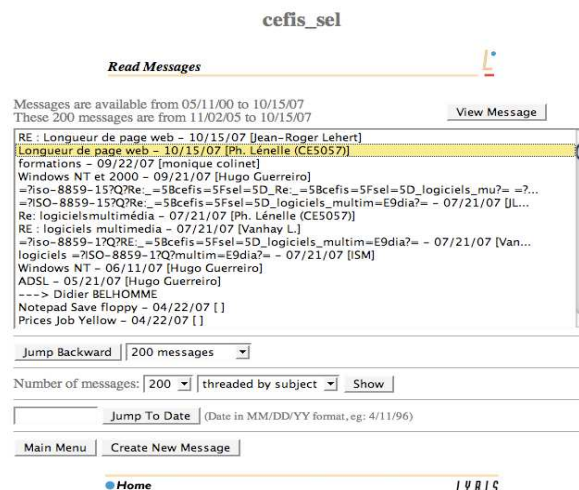 cefis_sel
Read Messages
L
Messages are available from 05/11/00 to 10/15/07
These 200 messages are from 11/02/05 to 10/15/07
View Message
RE : Longueur de page web - 10/15/07 [Jean-Roger Lehert]
Longueur de page web - 10/15/07 [Ph. Lénelle (CE5057)]
formations - 09/22/07 [monique colinet]
Windows NT et 2000 - 09/21/07 [Hugo Guerreiro]
=?iso-8859-15?Q?Re:_=5Bcefis=5Fsel=5D_Re:_=5Bcefis=5Fsel=5D_logiciels_mu?= =?...
=?ISO-8859-15?Q?Re:_=5Bcefis=5Fsel=5D_logiciels_multim=E9dia?= - 07/21/07 [JL...
Re: logicielsmultimédia - 07/21/07 [Ph. Lénelle (CE5057)]
RE : logiciels multimedia - 07/21/07 [Vanhay L.]
=?iso-8859-1?Q?RE:_=5Bcefis=5Fsel=5D_logiciels_multim=E9dia?= - 07/21/07 [Van...
logiciels =?ISO-8859-1?Q?multim=E9dia?= - 07/21/07 [ISM]
Windows NT - 06/11/07 [Hugo Guerreiro]
ADSL - 05/21/07 [Hugo Guerreiro]
---> Didier BELHOMME
Notepad Save floppy - 04/22/07 [ ]
Prices Job Yellow - 04/22/07 [ ]
Jump Backward 200 messages
Number of messages: 200 threaded by subject Show
Jump To Date (Date in MM/DD/YY format, eg: 4/11/96)
Main Menu Create New Message
Home LYRIS